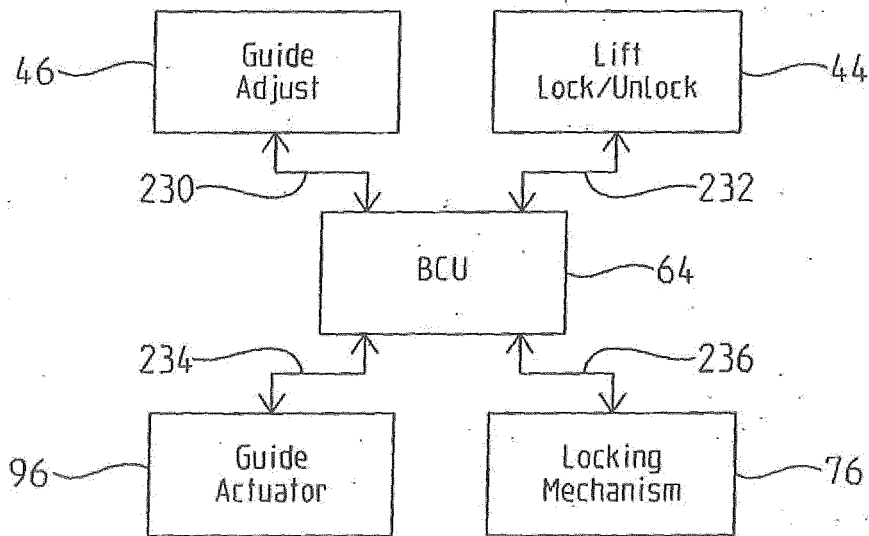 46
Guide
Adjust
Lift
Lock/Unlock
44
230
232
BCU
64
234
236
96
Guide
Actuator
Locking
Mechanism
76